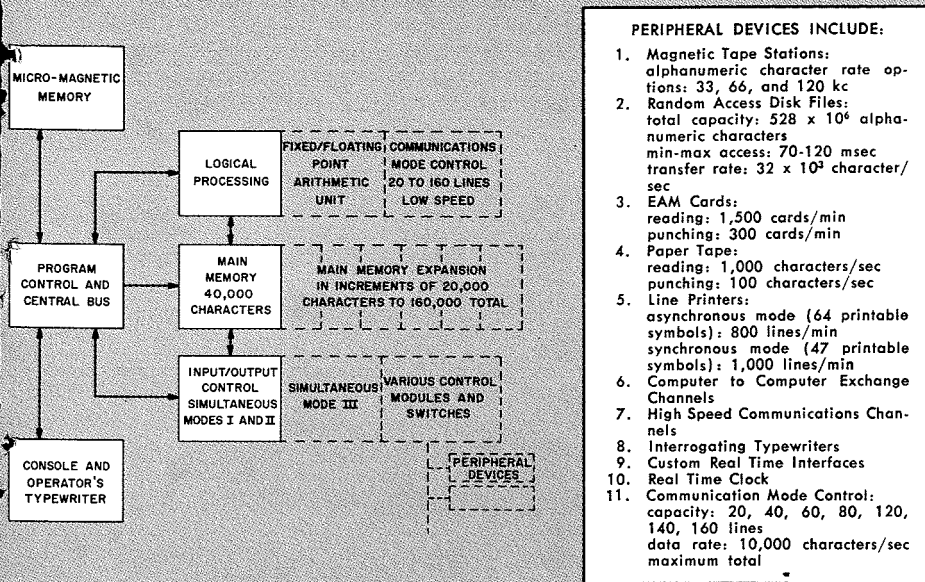 MICRO-MAGNETIC
MEMORY
LOGICAL
PROCESSING
FIXED/FLOATING
POINT
ARITHMETIC
UNIT
COMMUNICATIONS
MODE CONTROL
20 TO 160 LINES
LOW SPEED
PROGRAM
CONTROL AND
CENTRAL BUS
MAIN
MEMORY
40,000
CHARACTERS
MAIN MEMORY EXPANSION
IN INCREMENTS OF 20,000
CHARACTERS TO 160,000 TOTAL
INPUT/OUTPUT
CONTROL
SIMULTANEOUS
MODES I AND II
SIMULTANEOUS
MODE III
VARIOUS CONTROL
MODULES AND
SWITCHES
CONSOLE AND
OPERATOR'S
TYPEWRITER
PERIPHERAL
DEVICES
PERIPHERAL DEVICES INCLUDE:
1. Magnetic Tape Stations:
alphanumeric character rate op-
tions: 33, 66, and 120 kc
2. Random Access Disk Files:
total capacity: 528 x 10⁶ alpha-
numeric characters
min-max access: 70-120 msec
transfer rate: 32 x 10³ character/
sec
3. EAM Cards:
reading: 1,500 cards/min
punching: 300 cards/min
4. Paper Tape:
reading: 1,000 characters/sec
punching: 100 characters/sec
5. Line Printers:
asynchronous mode (64 printable
symbols): 800 lines/min
synchronous mode (47 printable
symbols): 1,000 lines/min
6. Computer to Computer Exchange
Channels
7. High Speed Communications Chan-
nels
8. Interrogating Typewriters
9. Custom Real Time Interfaces
10. Real Time Clock
11. Communication Mode Control:
capacity: 20, 40, 60, 80, 120,
140, 160 lines
data rate: 10,000 characters/sec
maximum total